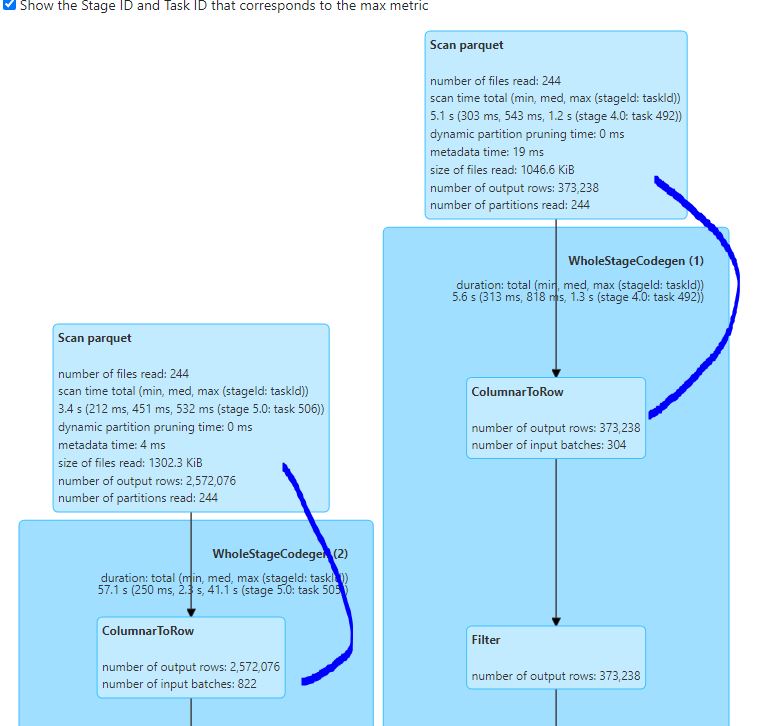 Show the Stage ID and Task ID that corresponds to the max metric
Scan parquet
number of files read: 244
scan time total (min, med, max (stageId: taskId))
5.1 s (303 ms, 543 ms, 1.2 s (stage 4.0: task 492))
dynamic partition pruning time: 0 ms
metadata time: 19 ms
size of files read: 1046.6 KiB
number of output rows: 373,238
number of partitions read: 244
WholeStageCodegen (1)
duration: total (min, med, max (stageId: taskId))
5.6 s (313 ms, 818 ms, 1.3 s (stage 4.0: task 492))
ColumnarToRow
number of output rows: 373,238
number of input batches: 304
Filter
number of output rows: 373,238
Scan parquet
number of files read: 244
scan time total (min, med, max (stageId: taskId))
3.4 s (212 ms, 451 ms, 532 ms (stage 5.0: task 506))
dynamic partition pruning time: 0 ms
metadata time: 4 ms
size of files read: 1302.3 KiB
number of output rows: 2,572,076
number of partitions read: 244
WholeStageCodegen (2)
duration: total (min, med, max (stageId: taskId))
57.1 s (250 ms, 2.3 s, 41.1 s (stage 5.0: task 505))
ColumnarToRow
number of output rows: 2,572,076
number of input batches: 822